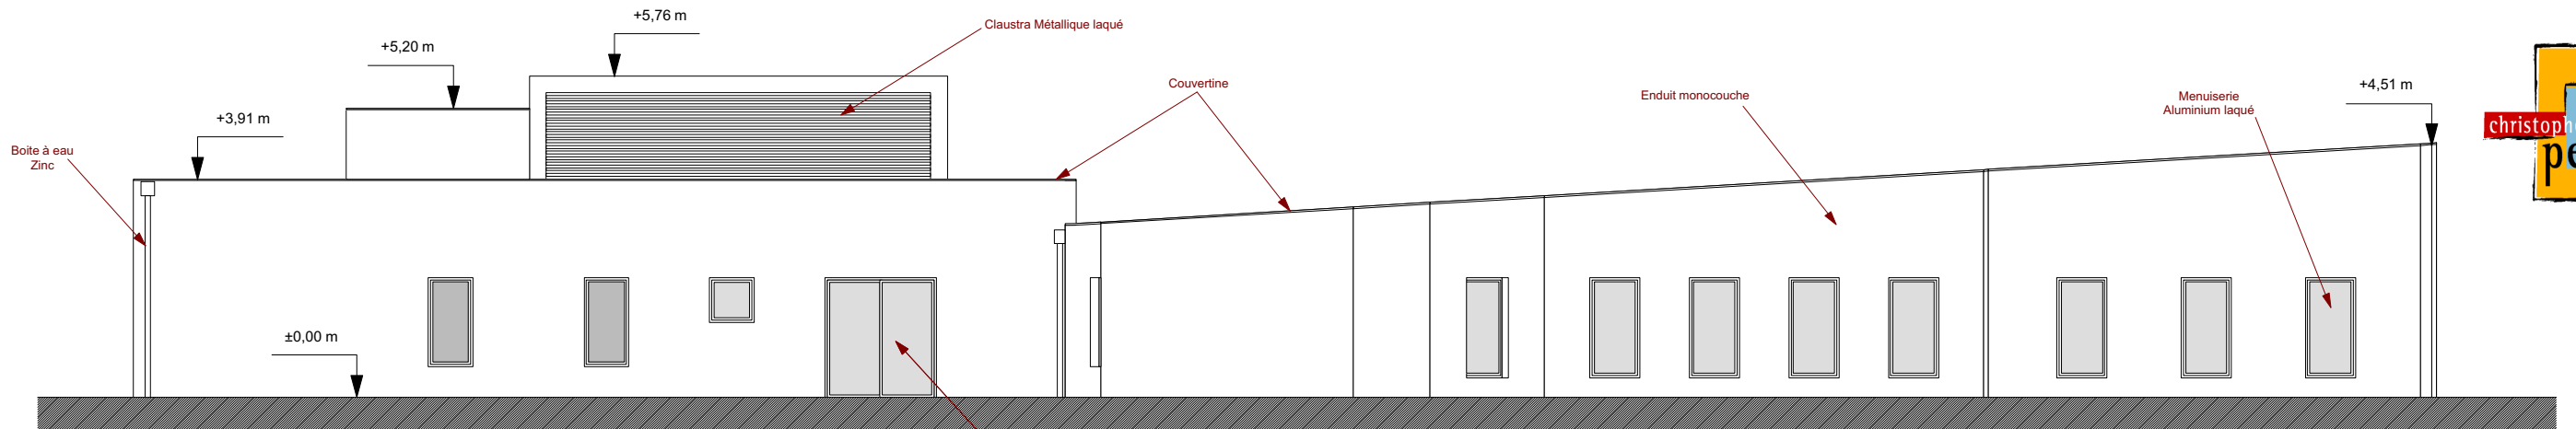 +5,76 m
Claustra Métallique laqué
+5,20 m
Couvertine
+4,51 m
Enduit monocouche
Menuiserie
Aluminium laqué
+3,91 m
christoph
pe
Boite à eau
Zinc
±0,00 m